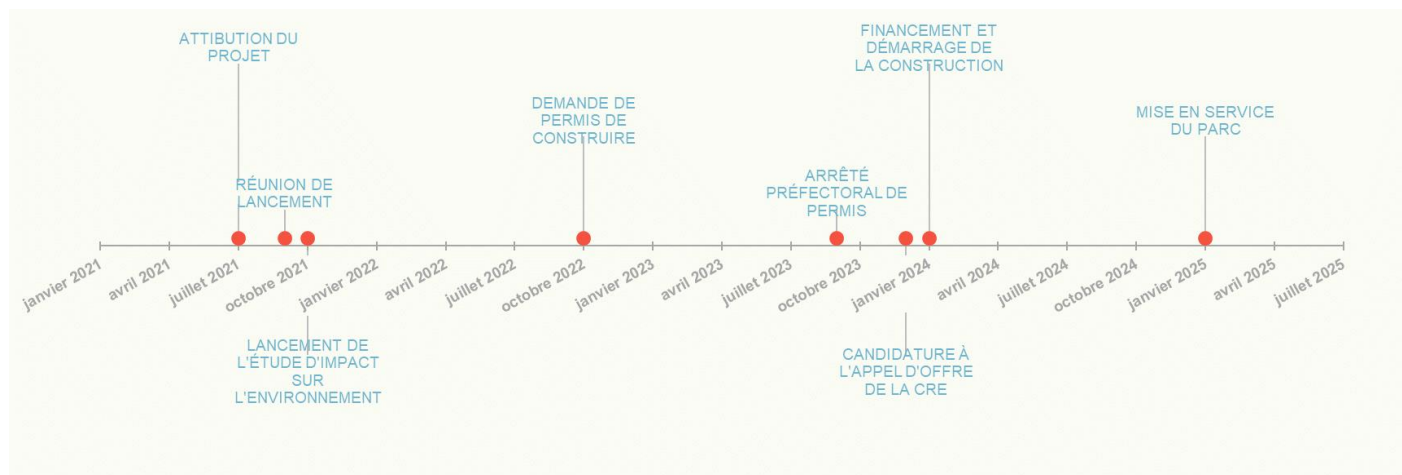 ATTIBUTION DU
PROJET
RÉUNION DE
LANCEMENT
DEMANDE DE
PERMIS DE
CONSTRUIRE
ARRÊTÉ
PRÉFECTORAL DE
PERMIS
FINANCEMENT ET
DÉMARRAGE DE
LA CONSTRUCTION
MISE EN SERVICE
DU PARC
janvier 2021
avril 2021
juillet 2021
octobre 2021
janvier 2022
avril 2022
juillet 2022
octobre 2022
janvier 2023
avril 2023
juillet 2023
octobre 2023
janvier 2024
avril 2024
juillet 2024
octobre 2024
janvier 2025
avril 2025
juillet 2025
LANCEMENT DE
L'ÉTUDE D'IMPACT
SUR
L'ENVIRONNEMENT
CANDIDATURE À
L'APPEL D'OFFRE
DE LA CRE